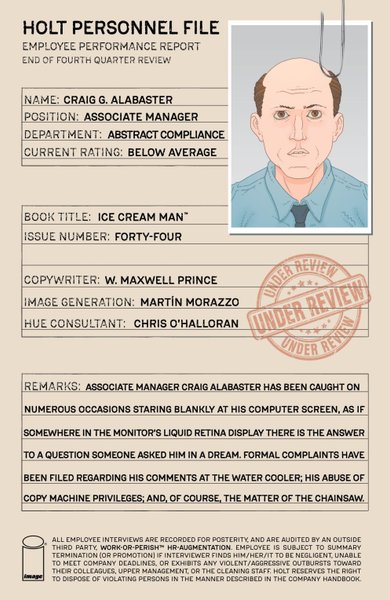 HOLT PERSONNEL FILE
EMPLOYEE PERFORMANCE REPORT
END OF FOURTH QUARTER REVIEW
NAME: CRAIG G. ALABASTER
POSITION: ASSOCIATE MANAGER
DEPARTMENT: ABSTRACT COMPLIANCE
CURRENT RATING: BELOW AVERAGE
BOOK TITLE: ICE CREAM MAN™
ISSUE NUMBER: FORTY-FOUR
COPYWRITER: W. MAXWELL PRINCE
IMAGE GENERATION: MARTÍN MORAZZO
HUE CONSULTANT: CHRIS O'HALLORAN
UNDER REVIEW
UNDER REVIEW
UNDER REVIEW
REMARKS: ASSOCIATE MANAGER CRAIG ALABASTER HAS BEEN CAUGHT ON
NUMEROUS OCCASIONS STARING BLANKLY AT HIS COMPUTER SCREEN, AS IF
SOMEWHERE IN THE MONITOR'S LIQUID RETINA DISPLAY THERE IS THE ANSWER
TO A QUESTION SOMEONE ASKED HIM IN A DREAM. FORMAL COMPLAINTS HAVE
BEEN FILED REGARDING HIS COMMENTS AT THE WATER COOLER; HIS ABUSE OF
COPY MACHINE PRIVILEGES; AND, OF COURSE, THE MATTER OF THE CHAINSAW.
ALL EMPLOYEE INTERVIEWS ARE RECORDED FOR POSTERITY, AND ARE AUDITED BY AN OUTSIDE
THIRD PARTY, WORK-OR-PERISH™ HR-AUGMENTATION. EMPLOYEE IS SUBJECT TO SUMMARY
TERMINATION (OR PROMOTION) IF INTERVIEWER FINDS HIM/HER/IT TO BE NEGLIGENT, UNABLE
TO MEET COMPANY DEADLINES, OR EXHIBITS ANY VIOLENT/AGGRESSIVE OUTBURSTS TOWARD
THEIR COLLEAGUES, UPPER MANAGEMENT, OR THE CLEANING STAFF. HOLT RESERVES THE RIGHT
TO DISPOSE OF VIOLATING PERSONS IN THE MANNER DESCRIBED IN THE COMPANY HANDBOOK.
image